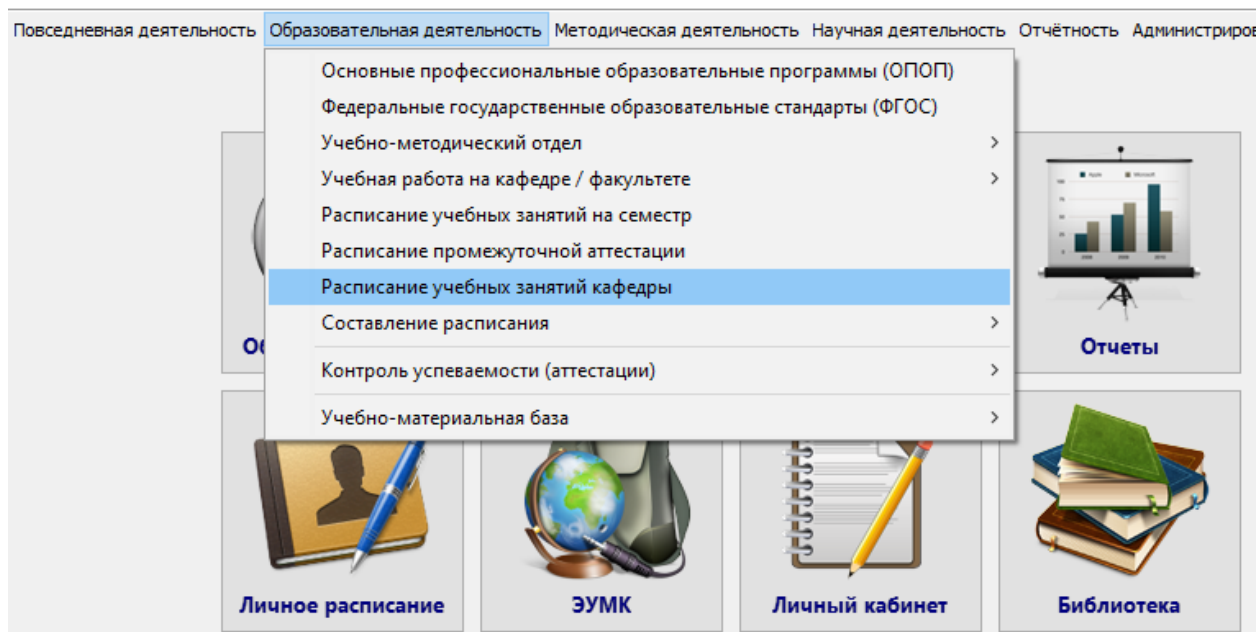 Повседневная деятельность Образовательная деятельность Методическая деятельность Научная деятельность Отчётность Администриров
Основные профессиональные образовательные программы (ОПОП)
Федеральные государственные образовательные стандарты (ФГОС)
Учебно-методический отдел
Учебная работа на кафедре / факультете
Расписание учебных занятий на семестр
Расписание промежуточной аттестации
Расписание учебных занятий кафедры
Составление расписания
Контроль успеваемости (аттестации)
Учебно-материальная база
Отчеты
Личное расписание
ЭУМК
Личный кабинет
Библиотека